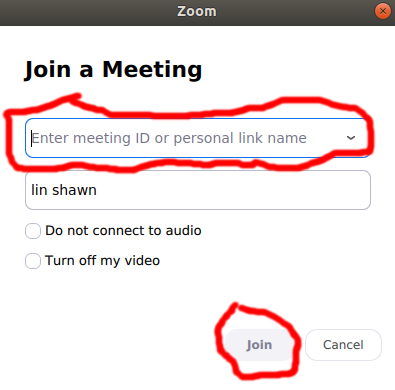 Zoom
Join a Meeting
Enter meeting ID or personal link name
lin shawn
Do not connect to audio
Turn off my video
Join Cancel